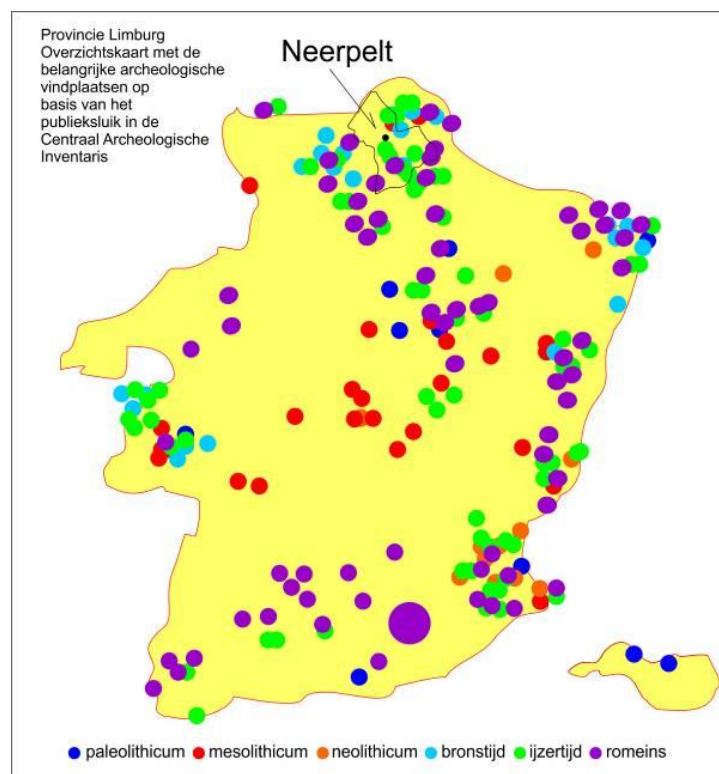 Provincie Limburg
Overzichtskaart met de
belangrijke archeologische
vindplaatsen op
basis van het
publieksluik in de
Centraal Archeologische
Inventaris
Neerpelt
paleolithicum mesolithicum neolithicum bronstijd ijzertijd romeins